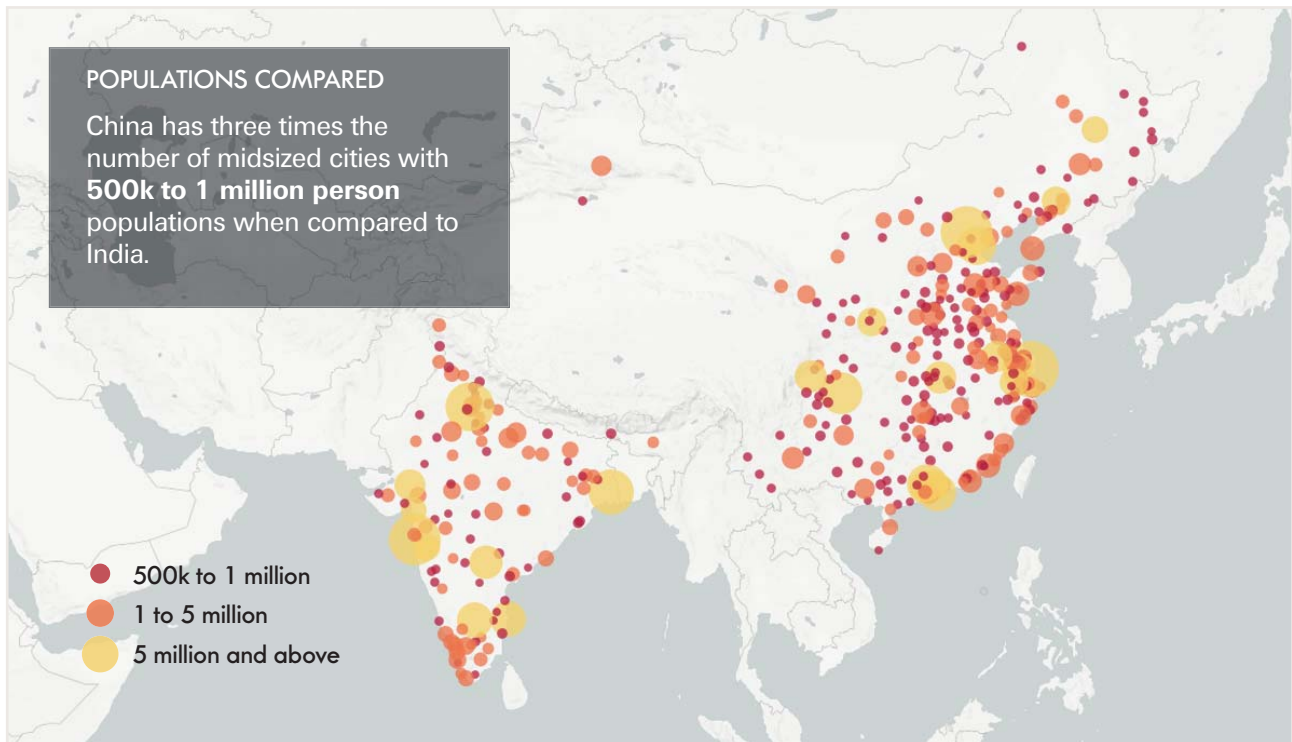 POPULATIONS COMPARED
China has three times the
number of midsized cities with
500k to 1 million person
populations when compared to
India.
500k to 1 million
1 to 5 million
5 million and above